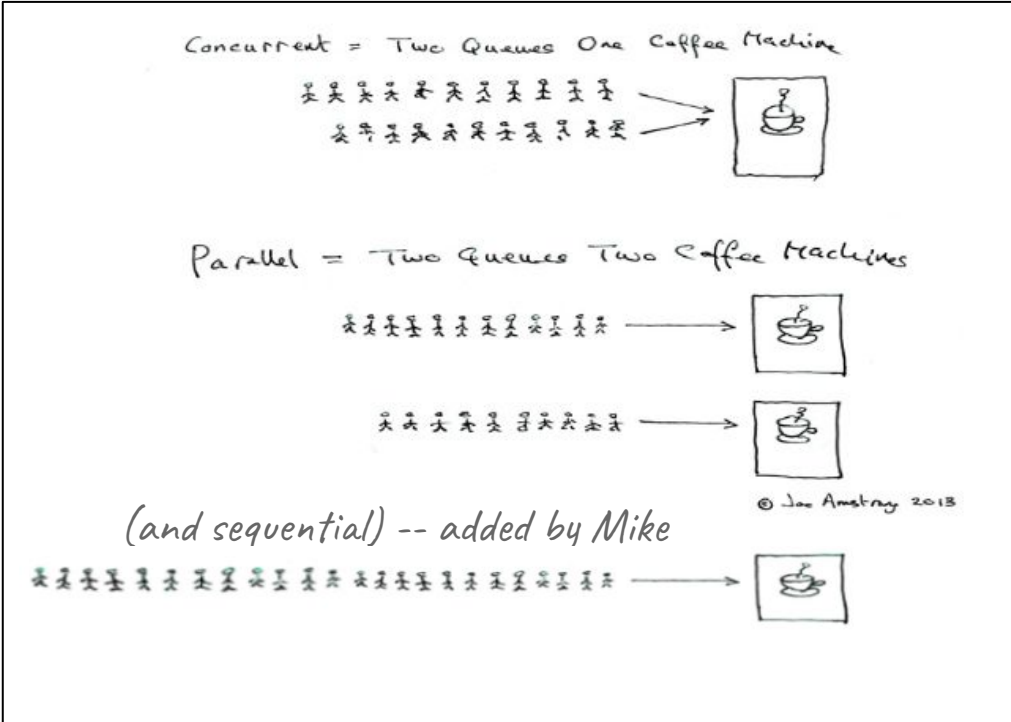 Concurrent = Two Queues One Coffee Machine
Parallel = Two Queues Two Coffee Machines
© Joe Armstrong 2013
(and sequential) -- added by Mike